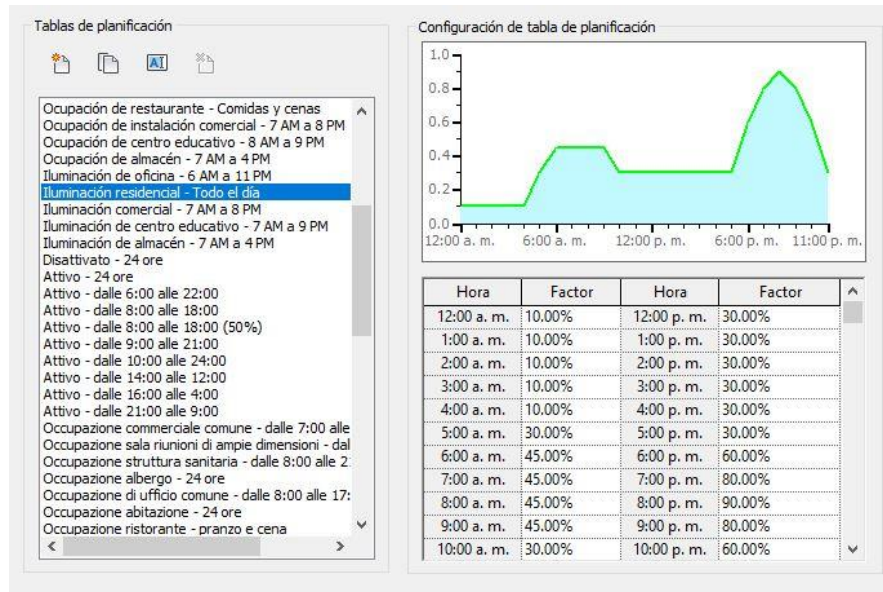 Tablas de planificación
Ocupación de restaurante - Comidas y cenas
Ocupación de instalación comercial - 7 AM a 8 PM
Ocupación de centro educativo - 8 AM a 9 PM
Ocupación de almacén - 7 AM a 4 PM
Iluminación de oficina - 6 AM a 11 PM
Iluminación residencial - Todo el día
Iluminación comercial - 7 AM a 8 PM
Iluminación de centro educativo - 7 AM a 9 PM
Iluminación de almacén - 7 AM a 4 PM
Disattivato - 24 ore
Attivo - 24 ore
Attivo - dalle 6:00 alle 22:00
Attivo - dalle 8:00 alle 18:00
Attivo - dalle 8:00 alle 18:00 (50%)
Attivo - dalle 9:00 alle 21:00
Attivo - dalle 10:00 alle 24:00
Attivo - dalle 14:00 alle 12:00
Attivo - dalle 16:00 alle 4:00
Attivo - dalle 21:00 alle 9:00
Occupazione commerciale comune - dalle 7:00 alle
Occupazione sala riunioni di ampie dimensioni - dal
Occupazione struttura sanitaria - dalle 8:00 alle 2
Occupazione albergo - 24 ore
Occupazione di ufficio comune - dalle 8:00 alle 17:
Occupazione abitazione - 24 ore
Occupazione ristorante - pranzo e cena
Configuración de tabla de planificación
1.0
0.8
0.6
0.4
0.2
0.0
12:00 a. m. 6:00 a. m. 12:00 p. m. 6:00 p. m. 11:00 p. m.
Hora Factor Hora Factor
12:00 a. m. 10.00% 12:00 p. m. 30.00%
1:00 a. m. 10.00% 1:00 p. m. 30.00%
2:00 a. m. 10.00% 2:00 p. m. 30.00%
3:00 a. m. 10.00% 3:00 p. m. 30.00%
4:00 a. m. 10.00% 4:00 p. m. 30.00%
5:00 a. m. 30.00% 5:00 p. m. 30.00%
6:00 a. m. 45.00% 6:00 p. m. 60.00%
7:00 a. m. 45.00% 7:00 p. m. 80.00%
8:00 a. m. 45.00% 8:00 p. m. 90.00%
9:00 a. m. 45.00% 9:00 p. m. 80.00%
10:00 a. m. 30.00% 10:00 p. m. 60.00%